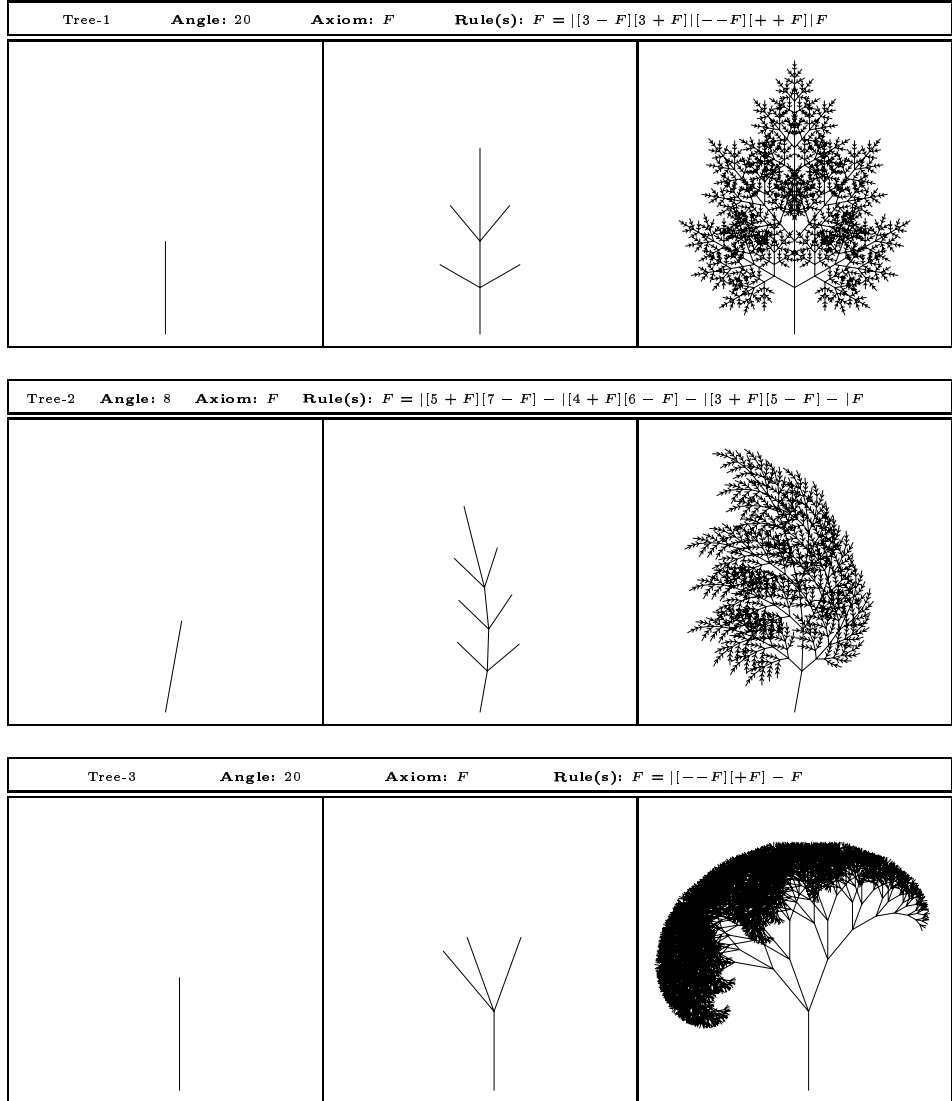 Tree-1 Angle: 20 Axiom: F Rule(s): F = |[3 − F][3 + F]|[−−F][+ + F]|F
Tree-2 Angle: 8 Axiom: F Rule(s): F = |[5 + F][7 − F] − |[4 + F][6 − F] − |[3 + F][5 − F] − |F
Tree-3 Angle: 20 Axiom: F Rule(s): F = |[−−F][+F] − F